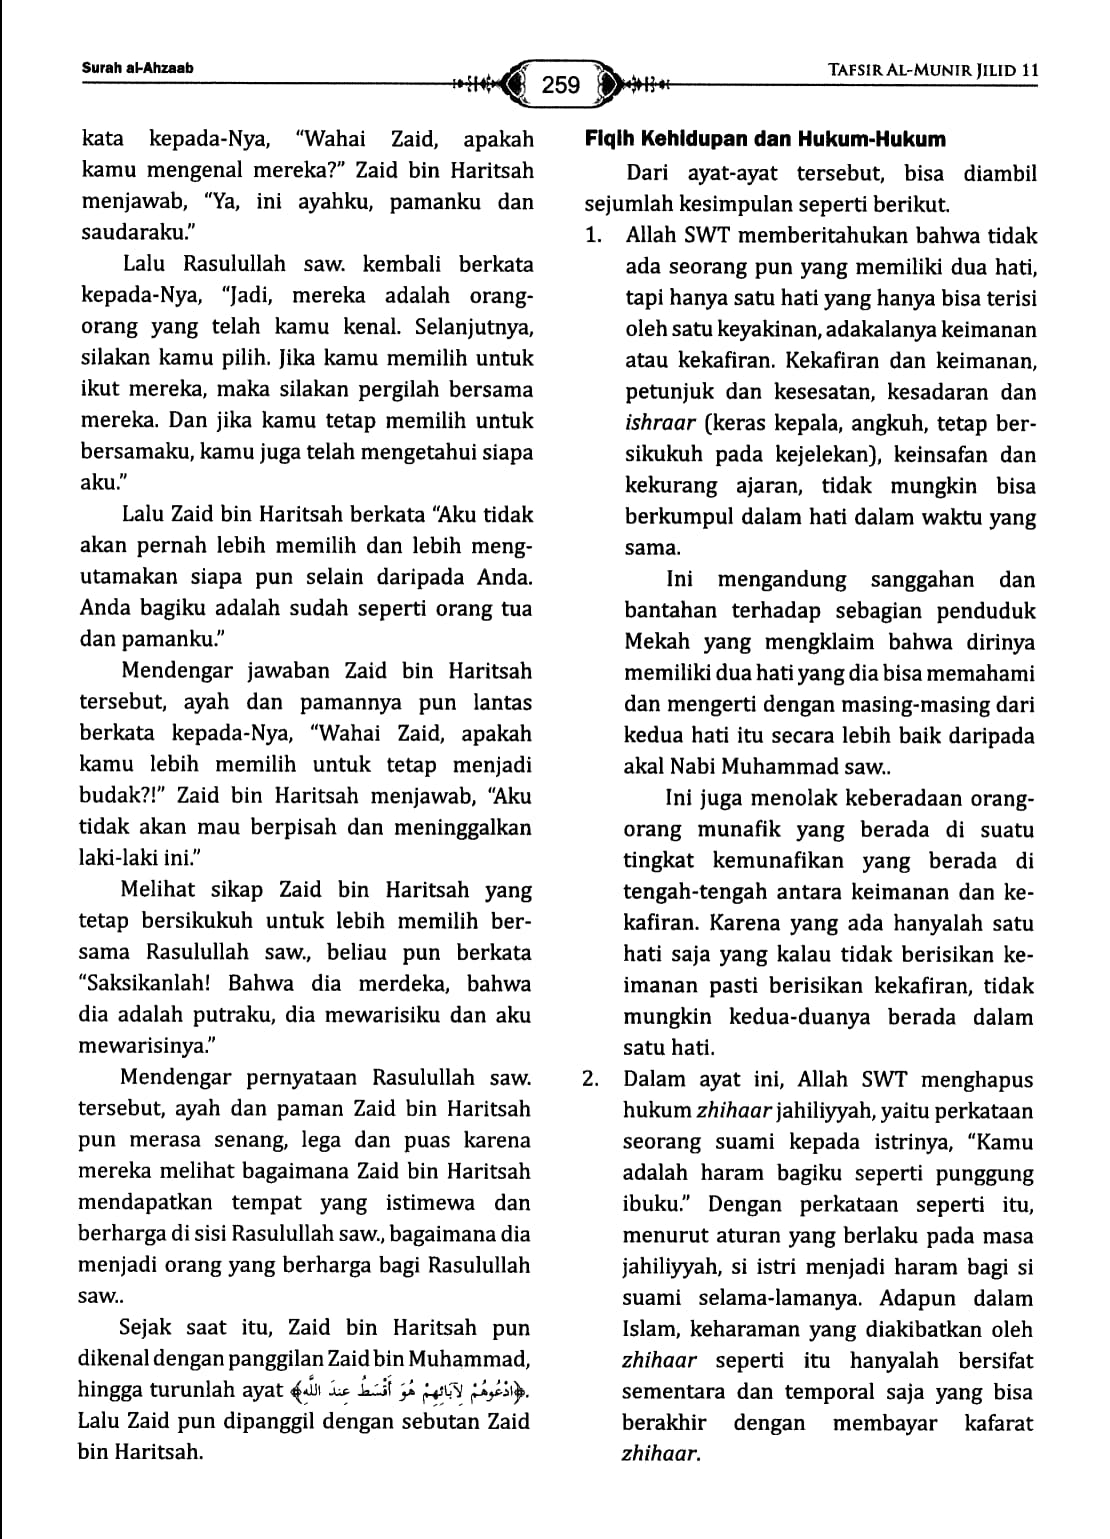 Surah al-Ahzaab
259
TAFSIR AL-MUNIR JILID 11
kata kepada-Nya, “Wahai Zaid, apakah
kamu mengenal mereka?” Zaid bin Haritsah
menjawab, “Ya, ini ayahku, pamanku dan
saudaraku.”
Lalu Rasulullah saw. kembali berkata
kepada-Nya, “Jadi, mereka adalah orang-
orang yang telah kamu kenal. Selanjutnya,
silakan kamu pilih. Jika kamu memilih untuk
ikut mereka, maka silakan pergilah bersama
mereka. Dan jika kamu tetap memilih untuk
bersamaku, kamu juga telah mengetahui siapa
aku.”
Lalu Zaid bin Haritsah berkata “Aku tidak
akan pernah lebih memilih dan lebih meng-
utamakan siapa pun selain daripada Anda.
Anda bagiku adalah sudah seperti orang tua
dan pamanku.”
Mendengar jawaban Zaid bin Haritsah
tersebut, ayah dan pamannya pun lantas
berkata kepada-Nya, “Wahai Zaid, apakah
kamu lebih memilih untuk tetap menjadi
budak?!” Zaid bin Haritsah menjawab, “Aku
tidak akan mau berpisah dan meninggalkan
laki-laki ini.”
Melihat sikap Zaid bin Haritsah yang
tetap bersikukuh untuk lebih memilih ber-
sama Rasulullah saw., beliau pun berkata
“Saksikanlah! Bahwa dia merdeka, bahwa
dia adalah putraku, dia mewarisiku dan aku
mewarisinya.”
Mendengar pernyataan Rasulullah saw.
tersebut, ayah dan paman Zaid bin Haritsah
pun merasa senang, lega dan puas karena
mereka melihat bagaimana Zaid bin Haritsah
mendapatkan tempat yang istimewa dan
berharga di sisi Rasulullah saw., bagaimana dia
menjadi orang yang berharga bagi Rasulullah
saw..
Sejak saat itu, Zaid bin Haritsah pun
dikenal dengan panggilan Zaid bin Muhammad,
hingga turunlah ayat ﴿ادْعُوهُمْ لِآبَائِهِمْ هُوَ أَقْسَطُ عِندَ اللَّهِ﴾.
Lalu Zaid pun dipanggil dengan sebutan Zaid
bin Haritsah.
Fiqih Kehidupan dan Hukum-Hukum
Dari ayat-ayat tersebut, bisa diambil
sejumlah kesimpulan seperti berikut.
1. Allah SWT memberitahukan bahwa tidak
ada seorang pun yang memiliki dua hati,
tapi hanya satu hati yang hanya bisa terisi
oleh satu keyakinan, adakalanya keimanan
atau kekafiran. Kekafiran dan keimanan,
petunjuk dan kesesatan, kesadaran dan
ishraar (keras kepala, angkuh, tetap ber-
sikukuh pada kejelekan), keinsafan dan
kekurang ajaran, tidak mungkin bisa
berkumpul dalam hati dalam waktu yang
sama.
Ini mengandung sanggahan dan
bantahan terhadap sebagian penduduk
Mekah yang mengklaim bahwa dirinya
memiliki dua hati yang dia bisa memahami
dan mengerti dengan masing-masing dari
kedua hati itu secara lebih baik daripada
akal Nabi Muhammad saw..
Ini juga menolak keberadaan orang-
orang munafik yang berada di suatu
tingkat kemunafikan yang berada di
tengah-tengah antara keimanan dan ke-
kafiran. Karena yang ada hanyalah satu
hati saja yang kalau tidak berisikan ke-
imanan pasti berisikan kekafiran, tidak
mungkin kedua-duanya berada dalam
satu hati.
2. Dalam ayat ini, Allah SWT menghapus
hukum zhihaar jahiliyyah, yaitu perkataan
seorang suami kepada istrinya, “Kamu
adalah haram bagiku seperti punggung
ibuku.” Dengan perkataan seperti itu,
menurut aturan yang berlaku pada masa
jahiliyyah, si istri menjadi haram bagi si
suami selama-lamanya. Adapun dalam
Islam, keharaman yang diakibatkan oleh
zhihaar seperti itu hanyalah bersifat
sementara dan temporal saja yang bisa
berakhir dengan membayar kafarat
zhihaar.